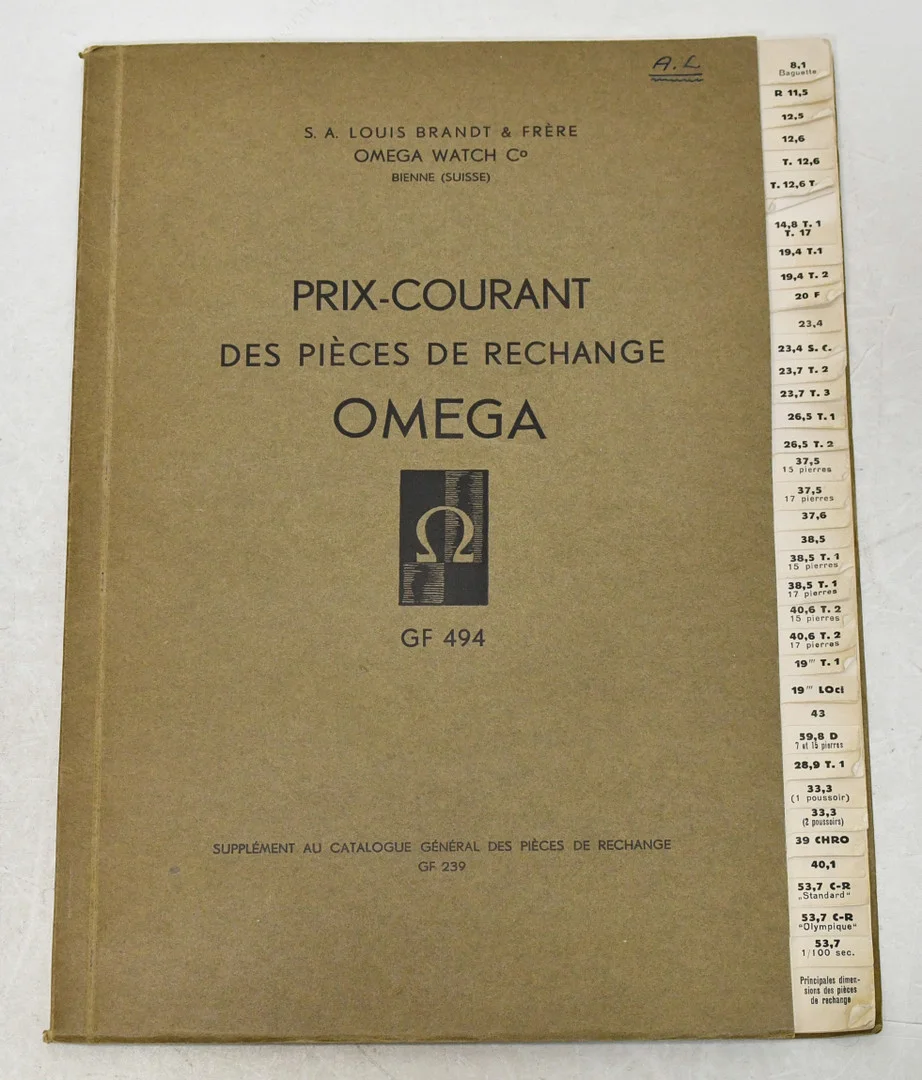 A.L
S. A. LOUIS BRANDT & FRÈRE
OMEGA WATCH Cº
BIENNE (SUISSE)
PRIX-COURANT
DES PIÈCES DE RECHANGE
OMEGA
Ω
GF 494
SUPPLÉMENT AU CATALOGUE GÉNÉRAL DES PIÈCES DE RECHANGE
GF 239
8,1
Baguette
R 11,5
12,5
12,6
T. 12,6
T. 12,6 T
14,8 T. 1
T. 17
19,4 T.1
19,4 T. 2
20 F
23,4
23,4 S. C.
23,7 T. 2
23,7 T. 3
26,5 T. 1
26,5 T. 2
37,5
15 pierres
37,5
17 pierres
37,6
38,5
38,5 T. 1
15 pierres
38,5 T. 1
17 pierres
40,6 T. 2
15 pierres
40,6 T. 2
17 pierres
19''' T. 1
19''' LOci
43
59,8 D
7 et 15 pierres
28,9 T. 1
33,3
(1 poussoir)
33,3
(2 poussoirs)
39 CHRO
40,1
53,7 C-R
„Standard"
53,7 C-R
"Olympique"
53,7
1/100 sec.
Principales dimen-
sions des pièces
de rechange